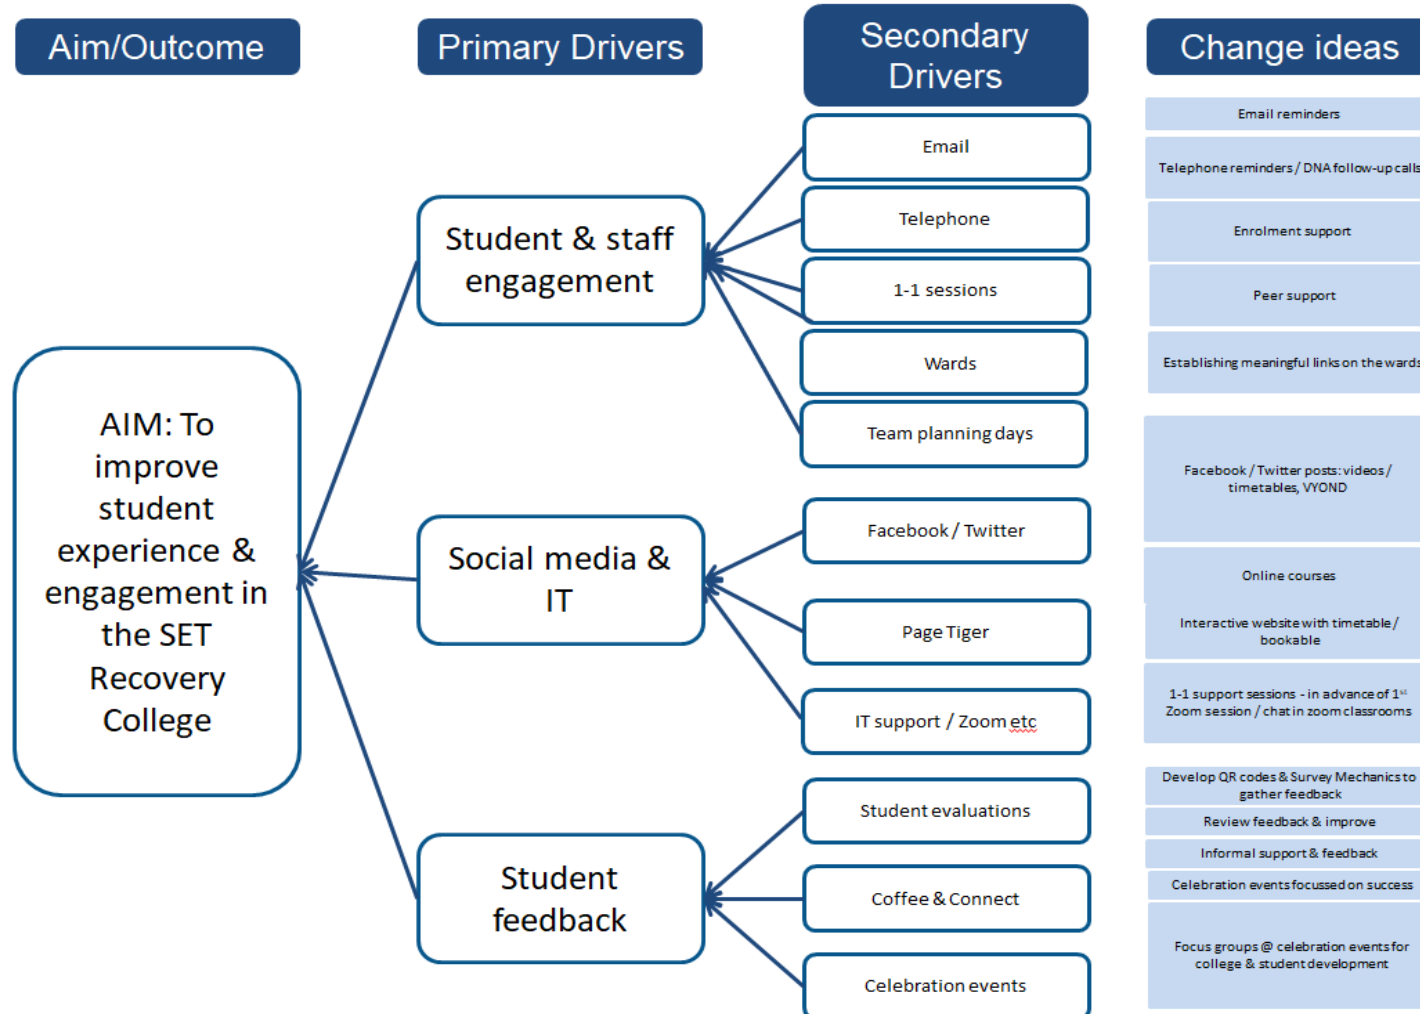 Aim/Outcome
Primary Drivers
Secondary
Drivers
Change ideas
AIM: To
improve
student
experience &
engagement in
the SET
Recovery
College
Student & staff
engagement
Social media &
IT
Student
feedback
Email
Telephone
1-1 sessions
Wards
Team planning days
Facebook / Twitter
Page Tiger
IT support / Zoom etc
Student evaluations
Coffee & Connect
Celebration events
Email reminders
Telephone reminders / DNA follow-up calls
Enrolment support
Peer support
Establishing meaningful links on the wards
Facebook / Twitter posts: videos /
timetables, VYOND
Online courses
Interactive website with timetable /
bookable
1-1 support sessions - in advance of 1st
Zoom session / chat in zoom classrooms
Develop QR codes & Survey Mechanics to
gather feedback
Review feedback & improve
Informal support & feedback
Celebration events focussed on success
Focus groups @ celebration events for
college & student development